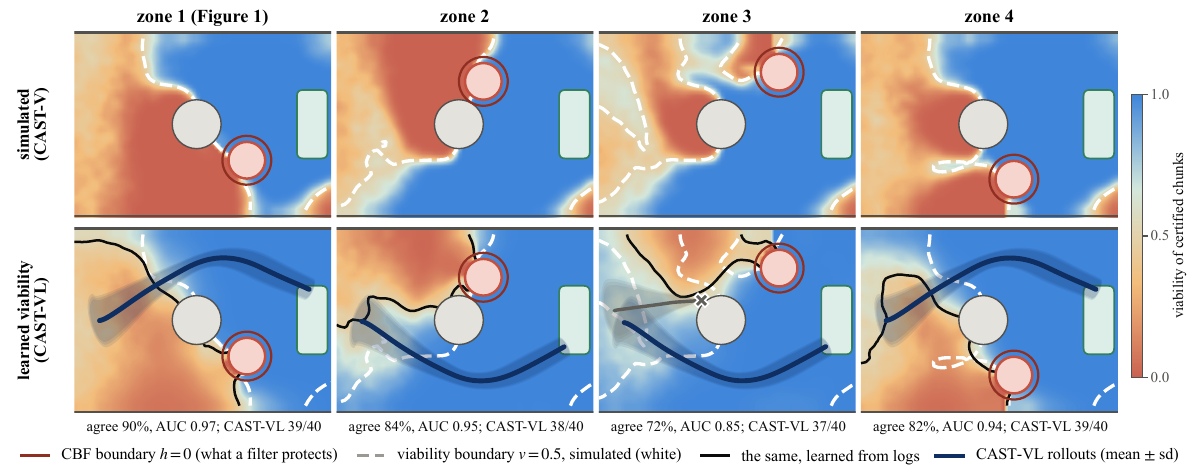 zone 1 (Figure 1)
zone 2
zone 3
zone 4
simulated
(CAST-V)
learned viability
(CAST-VL)
1.0
0.5
0.0
viability of certified chunks
agree 90%, AUC 0.97; CAST-VL 39/40
agree 84%, AUC 0.95; CAST-VL 38/40
agree 72%, AUC 0.85; CAST-VL 37/40
agree 82%, AUC 0.94; CAST-VL 39/40
CBF boundary h=0 (what a filter protects)
viability boundary v=0.5, simulated (white)
the same, learned from logs
CAST-VL rollouts (mean ± sd)